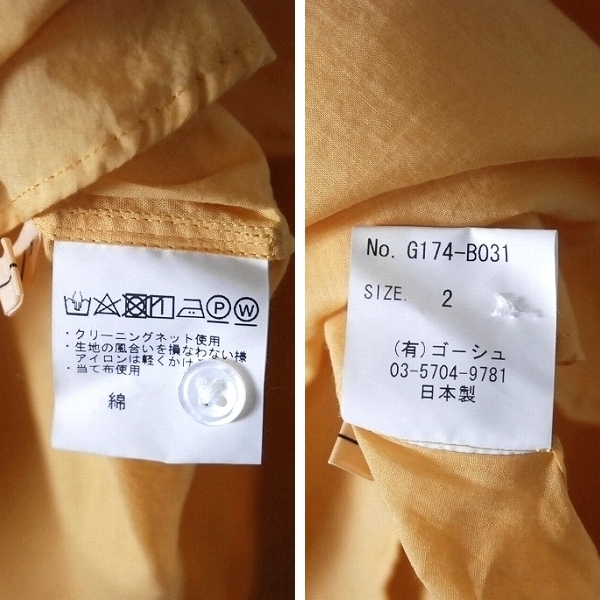 P W
・クリーニングネット使用
・生地の風合いを損なわない様
アイロンは軽くかけ
・当て布使用
綿
No. G174-B031
SIZE. 2
(有)ゴーシュ
03-5704-9781
日本製